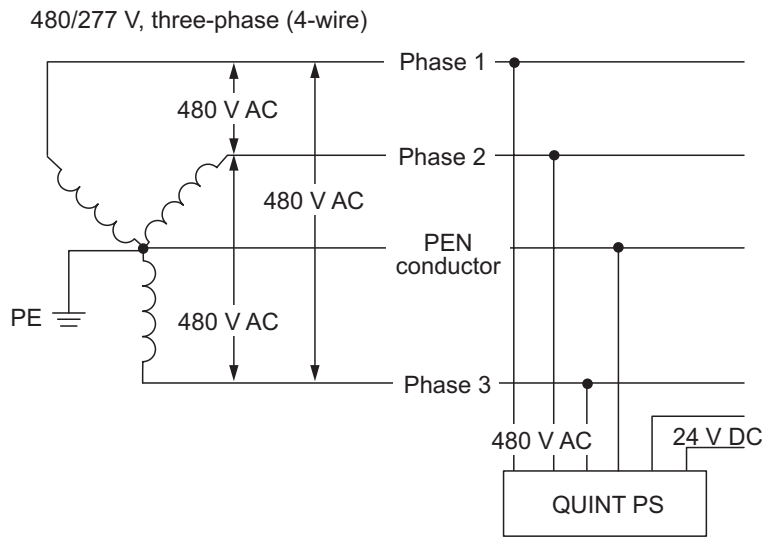 480/277 V, three-phase (4-wire)
Phase 1
480 V AC
Phase 2
480 V AC
PEN
conductor
PE
480 V AC
Phase 3
480 V AC
24 V DC
QUINT PS